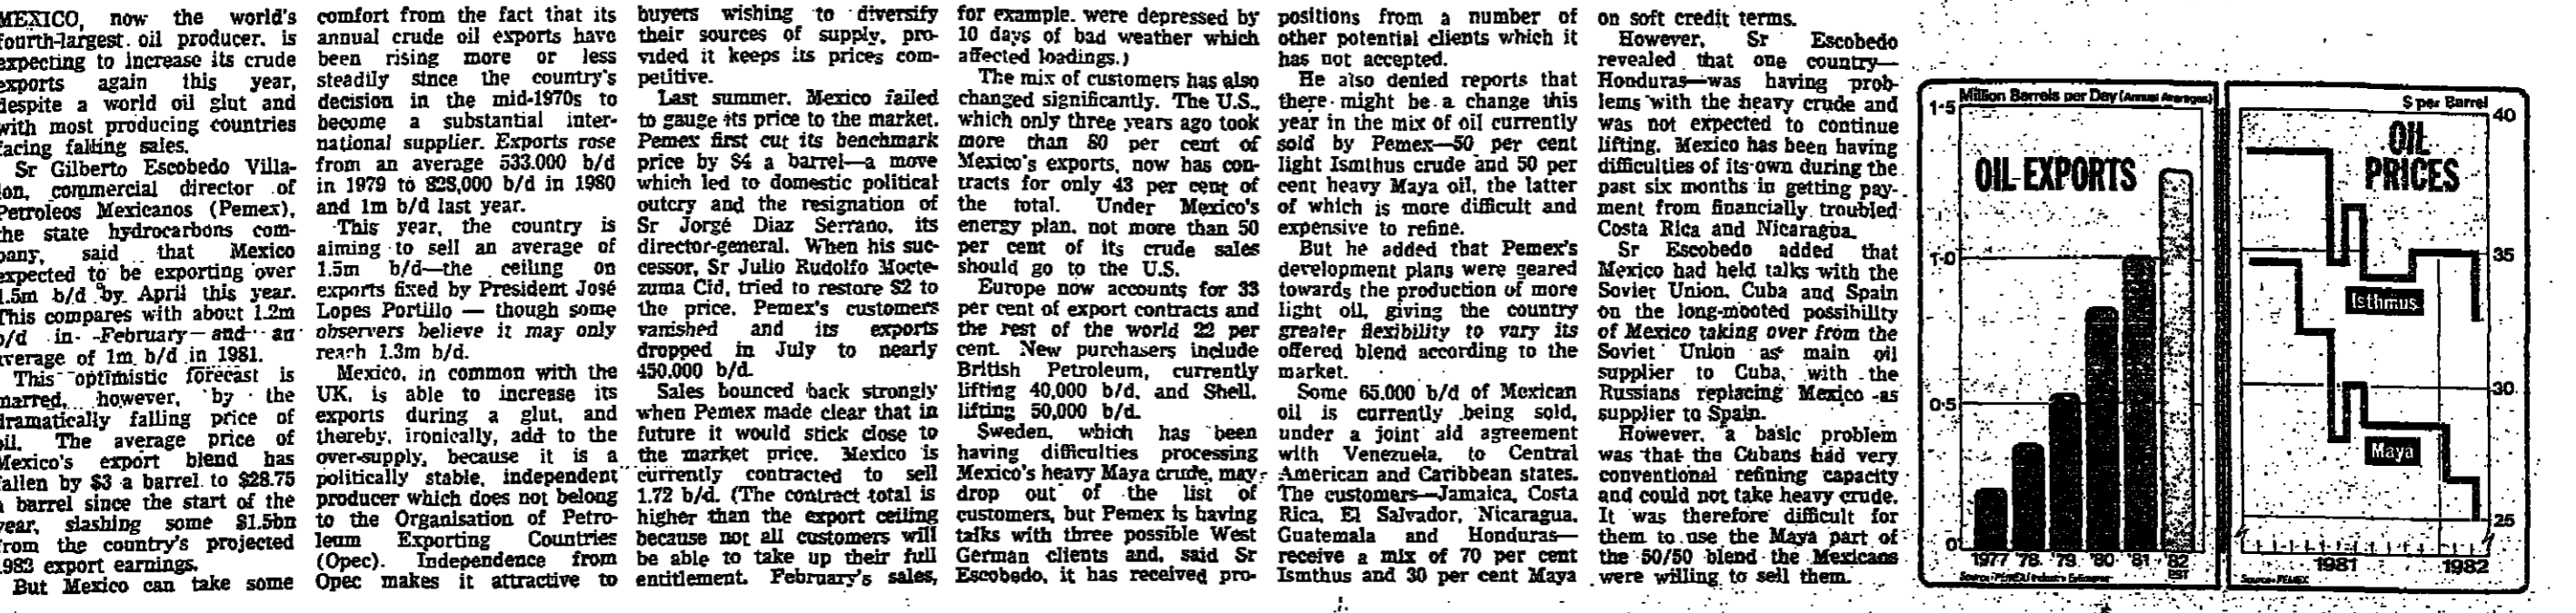 MEXICO, now the world's
fourth-largest oil producer, is
expecting to increase its crude
exports again this year,
despite a world oil glut and
with most producing countries
facing falling sales.
Sr Gilberto Escobedo Villa-
lon, commercial director of
Petroleos Mexicanos (Pemex),
the state hydrocarbons com-
pany, said that Mexico
expected to be exporting over
1.5m b/d by April this year.
This compares with about 1.2m
b/d in February — and an
average of 1m b/d in 1981.
This optimistic forecast is
marred, however, by the
dramatically falling price of
oil. The average price of
Mexico's export blend has
fallen by $3 a barrel to $28.75
a barrel since the start of the
year, slashing some $1.5bn
from the country's projected
1982 export earnings.
But Mexico can take some
comfort from the fact that its
annual crude oil exports have
been rising more or less
steadily since the country's
decision in the mid-1970s to
become a substantial inter-
national supplier. Exports rose
from an average 533.000 b/d
in 1979 to 828,000 b/d in 1980
and 1m b/d last year.
This year, the country is
aiming to sell an average of
1.5m b/d—the ceiling on
exports fixed by President José
Lopes Portillo — though some
observers believe it may only
reach 1.3m b/d.
Mexico, in common with the
UK, is able to increase its
exports during a glut, and
thereby, ironically, add to the
over-supply, because it is a
politically stable, independent
producer which does not belong
to the Organisation of Petro-
leum Exporting Countries
(Opec). Independence from
Opec makes it attractive to
buyers wishing to diversify
their sources of supply, pro-
vided it keeps its prices com-
petitive.
Last summer, Mexico failed
to gauge its price to the market.
Pemex first cut its benchmark
price by $4 a barrel—a move
which led to domestic political
outcry and the resignation of
Sr Jorgé Diaz Serrano, its
director-general. When his suc-
cessor, Sr Julio Rudolfo Mocte-
zuma Cid, tried to restore $2 to
the price, Pemex's customers
vanished and its exports
dropped in July to nearly
450.000 b/d.
Sales bounced back strongly
when Pemex made clear that in
future it would stick close to
the market price. Mexico is
currently contracted to sell
1.72 b/d. (The contract total is
higher than the export ceiling
because not all customers will
be able to take up their full
entitlement. February's sales,
for example, were depressed by
10 days of bad weather which
affected loadings.)
The mix of customers has also
changed significantly. The U.S.,
which only three years ago took
more than 80 per cent of
Mexico's exports, now has con-
tracts for only 43 per cent of
the total. Under Mexico's
energy plan, not more than 50
per cent of its crude sales
should go to the U.S.
Europe now accounts for 33
per cent of export contracts and
the rest of the world 22 per
cent. New purchasers include
British Petroleum, currently
lifting 40,000 b/d, and Shell,
lifting 50,000 b/d.
Sweden, which has been
having difficulties processing
Mexico's heavy Maya crude, may
drop out of the list of
customers, but Pemex is having
talks with three possible West
German clients and, said Sr
Escobedo, it has received pro-
positions from a number of
other potential clients which it
has not accepted.
He also denied reports that
there might be a change this
year in the mix of oil currently
sold by Pemex—50 per cent
light Ismthus crude and 50 per
cent heavy Maya oil, the latter
of which is more difficult and
expensive to refine.
But he added that Pemex's
development plans were geared
towards the production of more
light oil, giving the country
greater flexibility to vary its
offered blend according to the
market.
Some 65.000 b/d of Mexican
oil is currently being sold,
under a joint aid agreement
with Venezuela, to Central
American and Caribbean states.
The customers—Jamaica, Costa
Rica, El Salvador, Nicaragua,
Guatemala and Honduras—
receive a mix of 70 per cent
Ismthus and 30 per cent Maya
on soft credit terms.
However, Sr Escobedo
revealed that one country—
Honduras—was having prob-
lems with the heavy crude and
was not expected to continue
lifting. Mexico has been having
difficulties of its own during the
past six months in getting pay-
ment from financially troubled
Costa Rica and Nicaragua.
Sr Escobedo added that
Mexico had held talks with the
Soviet Union, Cuba and Spain
on the long-mooted possibility
of Mexico taking over from the
Soviet Union as main oil
supplier to Cuba, with the
Russians replacing Mexico as
supplier to Spain.
However, a basic problem
was that the Cubans had very
conventional refining capacity
and could not take heavy crude.
It was therefore difficult for
them to use the Maya part of
the 50/50 blend the Mexicans
were willing to sell them.
Million Barrels per Day (Annual Averages)
1·5
OIL EXPORTS
1·0
0·5
0
1977 '78 '79 '80 '81 '82
EST
Source: PEMEX/Industry Estimates
$ per Barrel
40
OIL
PRICES
35
Isthmus
30
Maya
25
1981 1982
Source: PEMEX